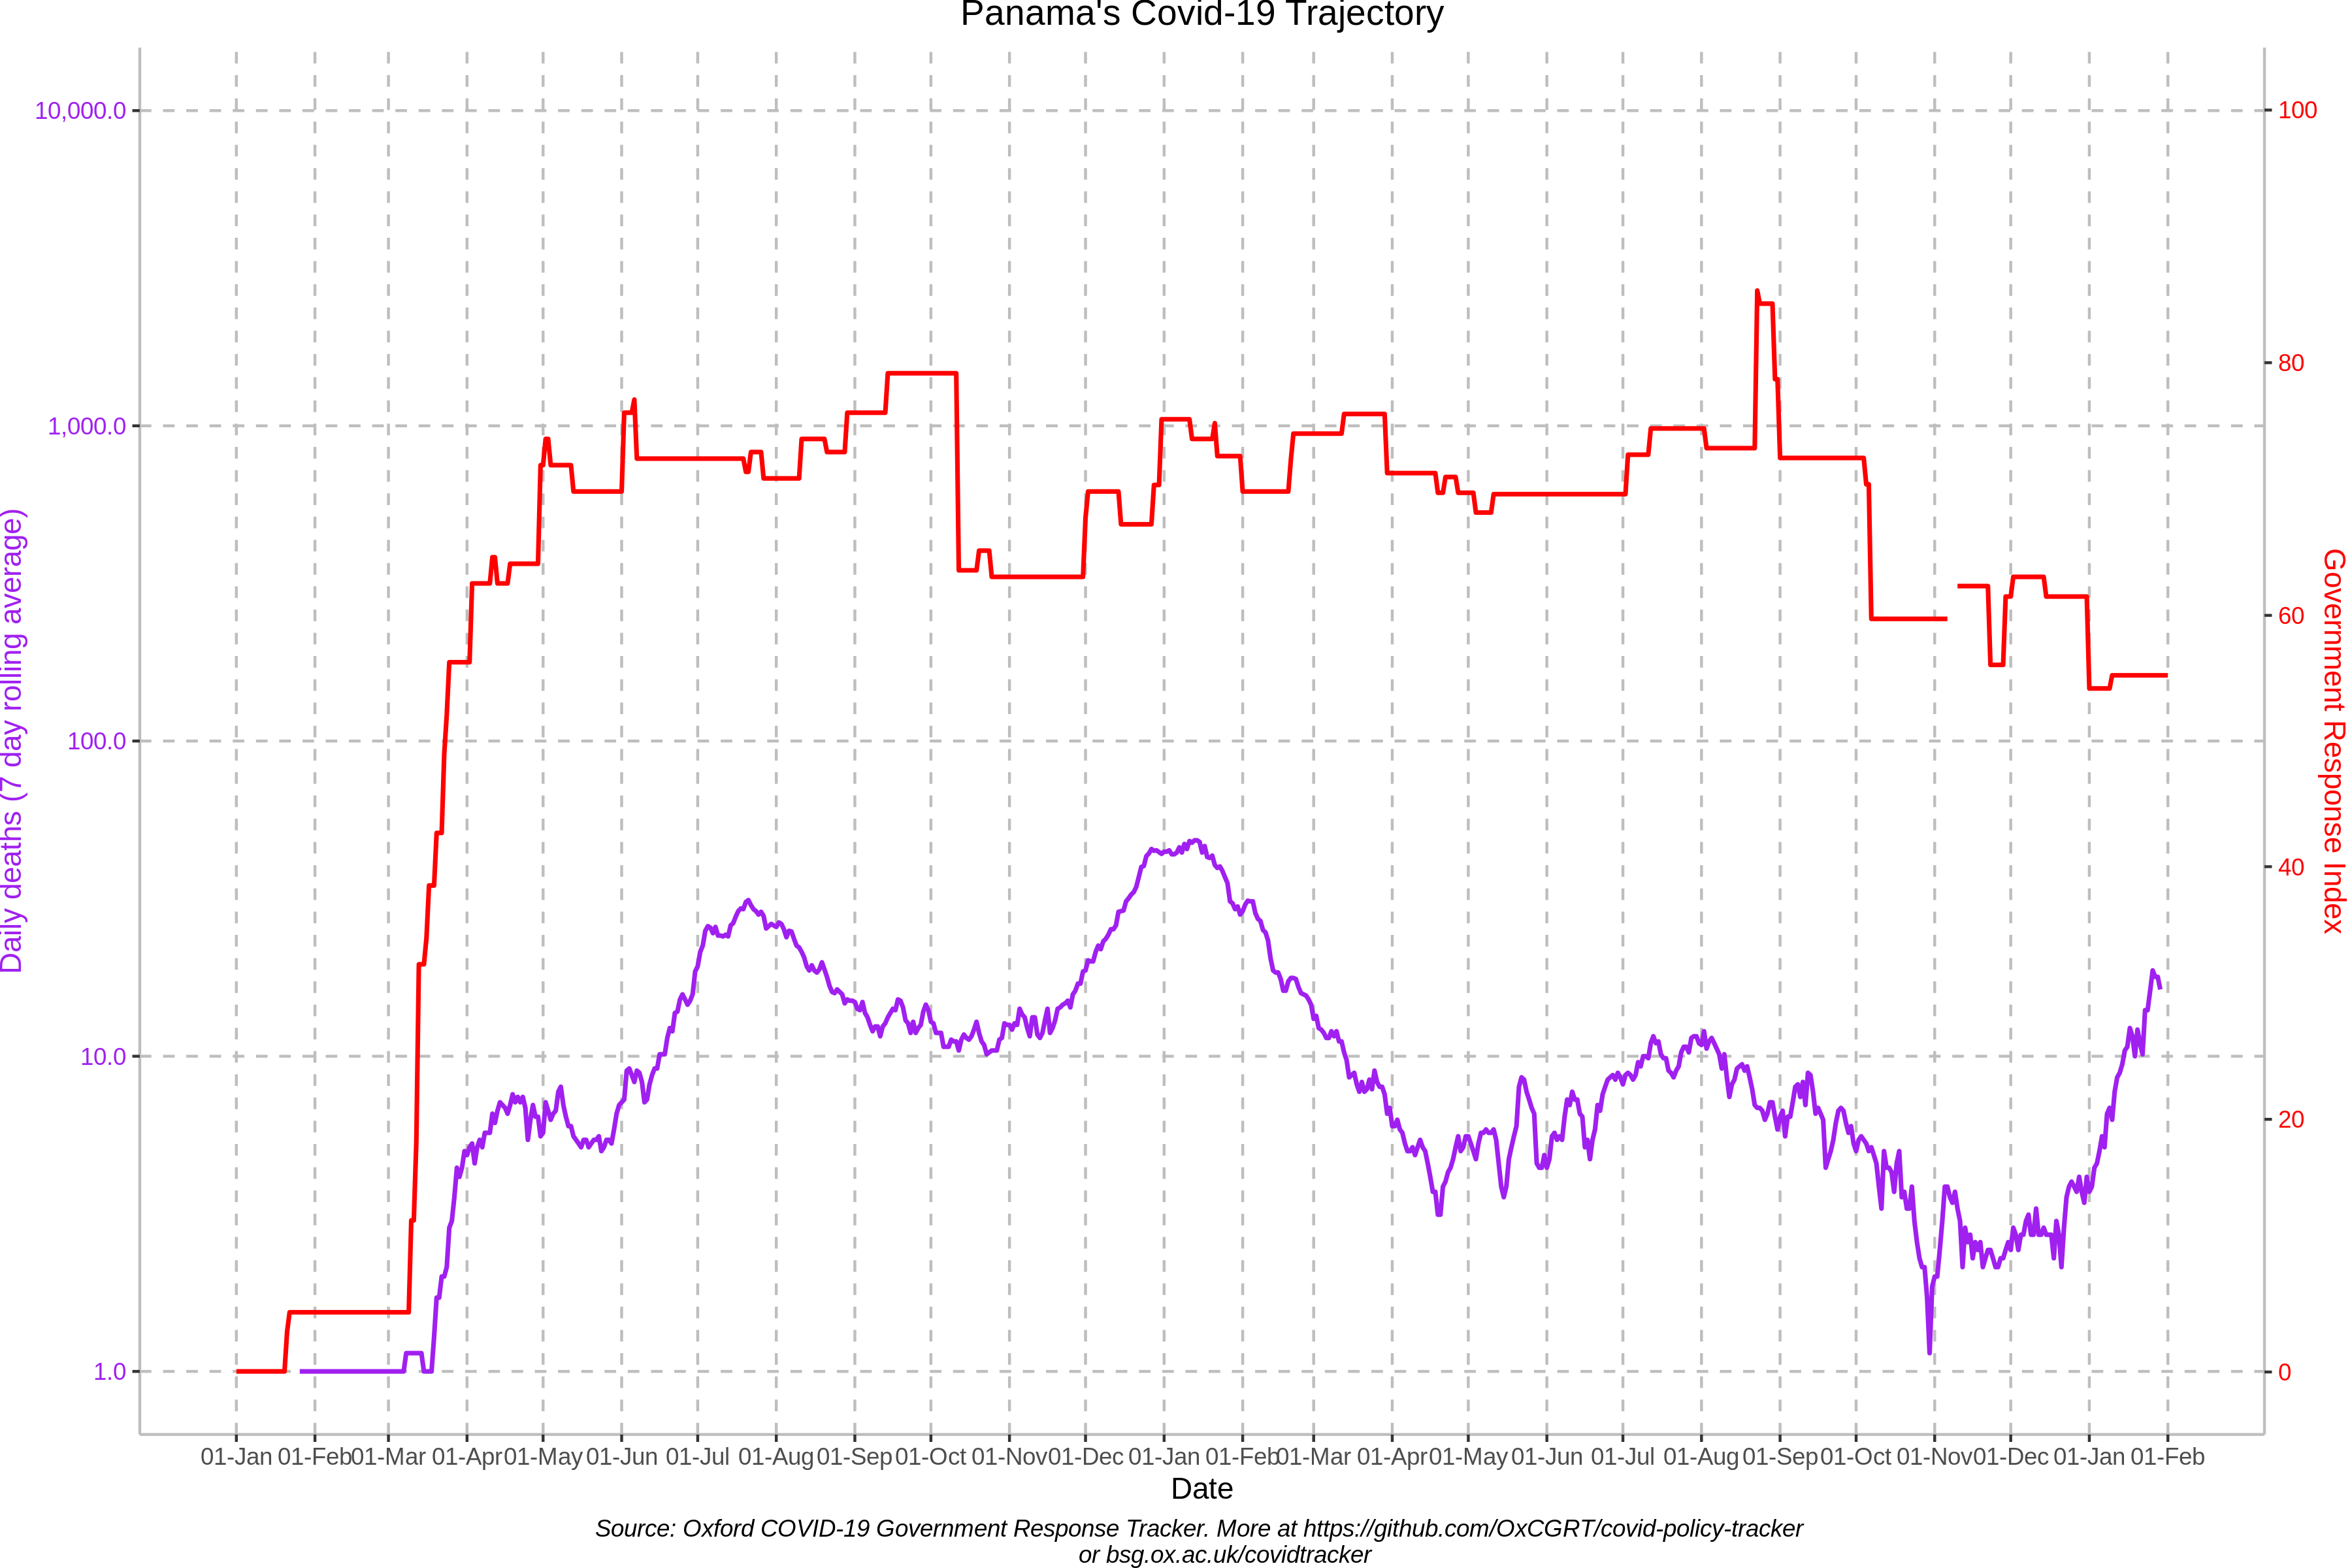 Panama's Covid-19 Trajectory
10,000.0
1,000.0
100.0
10.0
1.0
Daily deaths (7 day rolling average)
100
80
60
40
20
0
Government Response Index
01-Jan 01-Feb 01-Mar 01-Apr 01-May 01-Jun 01-Jul 01-Aug 01-Sep 01-Oct 01-Nov 01-Dec 01-Jan 01-Feb 01-Mar 01-Apr 01-May 01-Jun 01-Jul 01-Aug 01-Sep 01-Oct 01-Nov 01-Dec 01-Jan 01-Feb
Date
Source: Oxford COVID-19 Government Response Tracker. More at https://github.com/OxCGRT/covid-policy-tracker
or bsg.ox.ac.uk/covidtracker